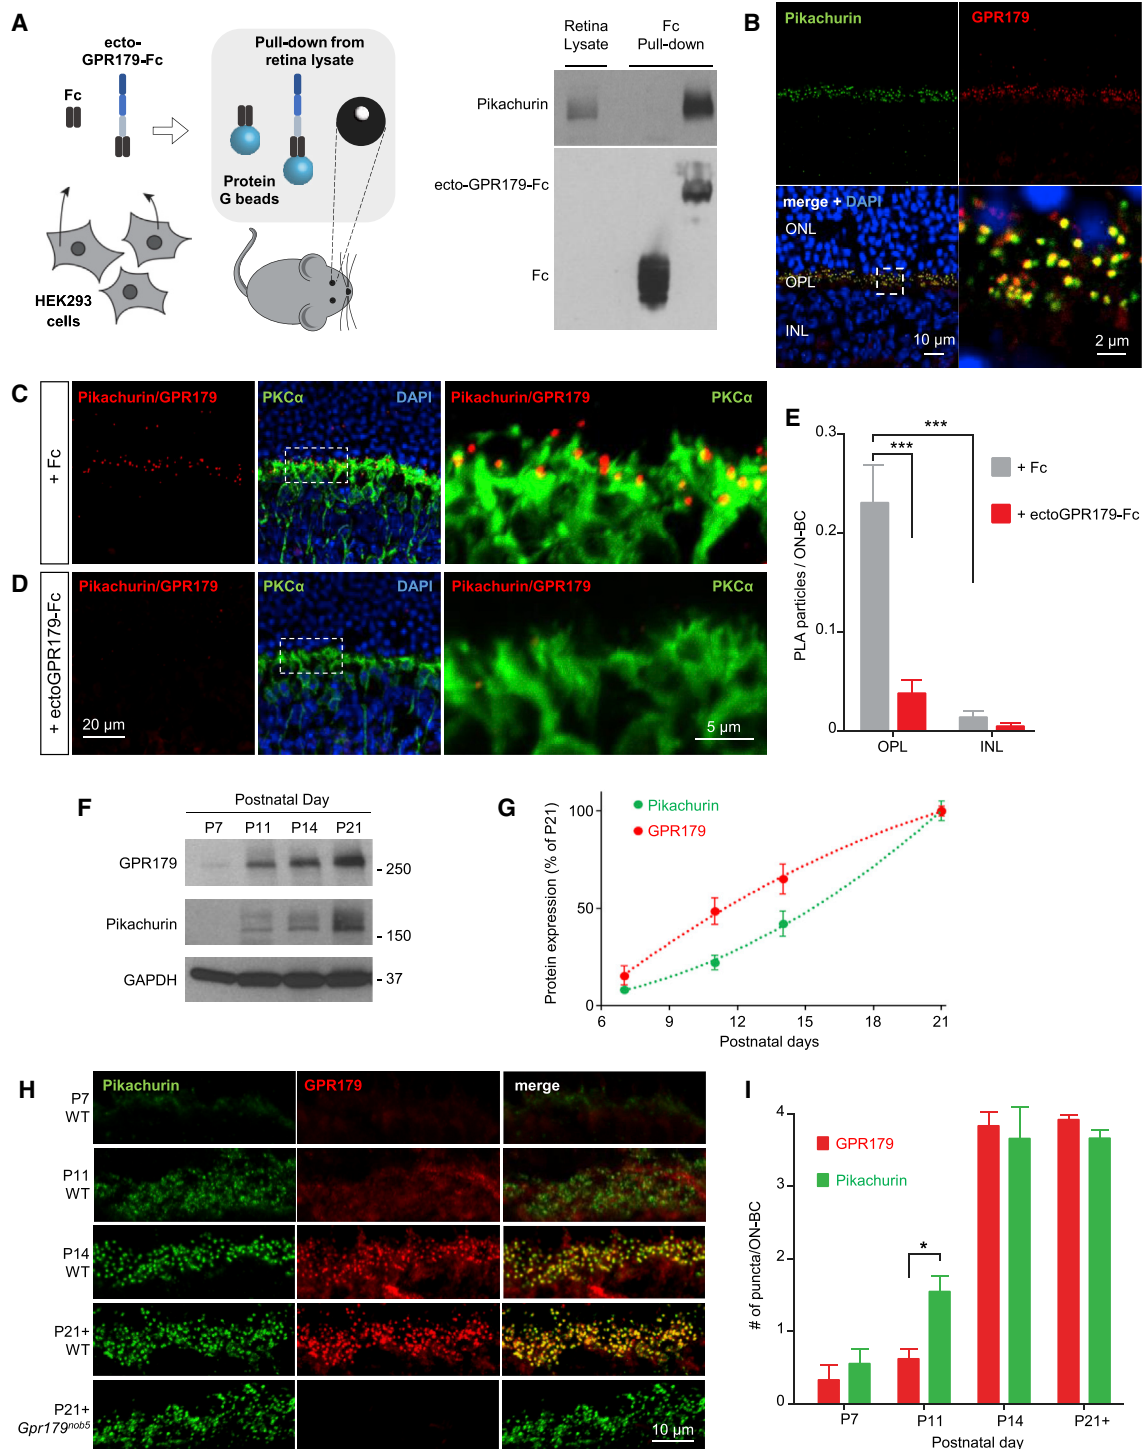 A
ecto-
GPR179-Fc
Fc
Pull-down from
retina lysate
Protein
G beads
HEK293
cells
Retina
Lysate
Fc
Pull-down
Pikachurin
ecto-GPR179-Fc
Fc
B
Pikachurin
GPR179
merge + DAPI
ONL
OPL
INL
10 µm
2 µm
C
+ Fc
Pikachurin/GPR179
PKCα
DAPI
Pikachurin/GPR179
PKCα
D
+ ectoGPR179-Fc
Pikachurin/GPR179
PKCα
DAPI
Pikachurin/GPR179
PKCα
20 µm
5 µm
E
PLA particles / ON-BC
0.3
0.2
0.1
0
***
***
+ Fc
+ ectoGPR179-Fc
OPL
INL
F
Postnatal Day
P7
P11
P14
P21
GPR179
- 250
Pikachurin
- 150
GAPDH
- 37
G
Protein expression (% of P21)
100
50
0
Pikachurin
GPR179
6
9
12
15
18
21
Postnatal days
H
Pikachurin
GPR179
merge
P7
WT
P11
WT
P14
WT
P21+
WT
P21+
Gpr179nob5
10 µm
I
# of puncta/ON-BC
4
3
2
1
0
GPR179
Pikachurin
*
P7
P11
P14
P21+
Postnatal day